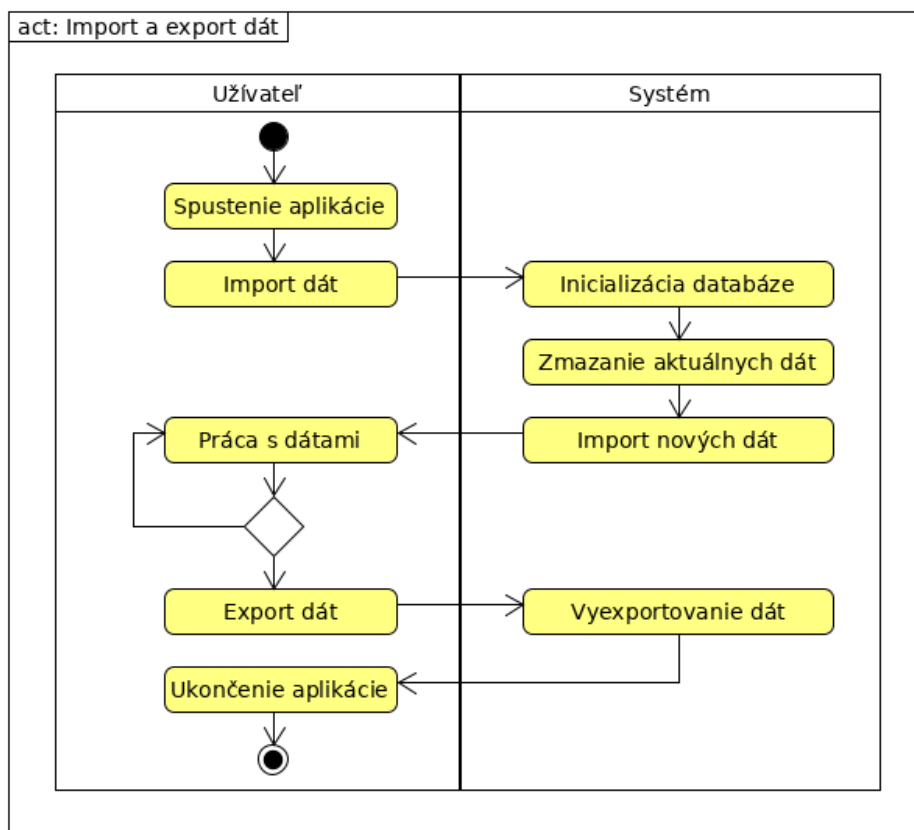 act: Import a export dát
Užívateľ
Systém
Spustenie aplikácie
Import dát
Inicializácia databáze
Zmazanie aktuálnych dát
Práca s dátami
Import nových dát
Export dát
Vyexportovanie dát
Ukončenie aplikácie